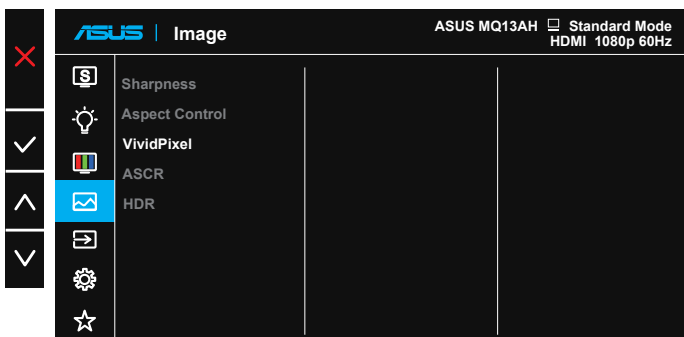 ASUS | Image
ASUS MQ13AH Standard Mode
HDMI 1080p 60Hz
S
Sharpness
Aspect Control
VividPixel
ASCR
HDR